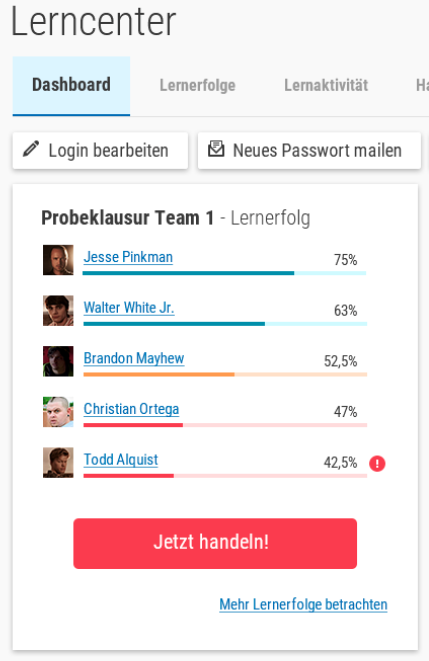 Lerncenter
Dashboard Lernerfolge Lernaktivität
Login bearbeiten Neues Passwort mailen
Probeklausur Team 1 - Lernerfolg
Jesse Pinkman 75%
Walter White Jr. 63%
Brandon Mayhew 52,5%
Christian Ortega 47%
Todd Alquist 42,5%
Jetzt handeln!
Mehr Lernerfolge betrachten